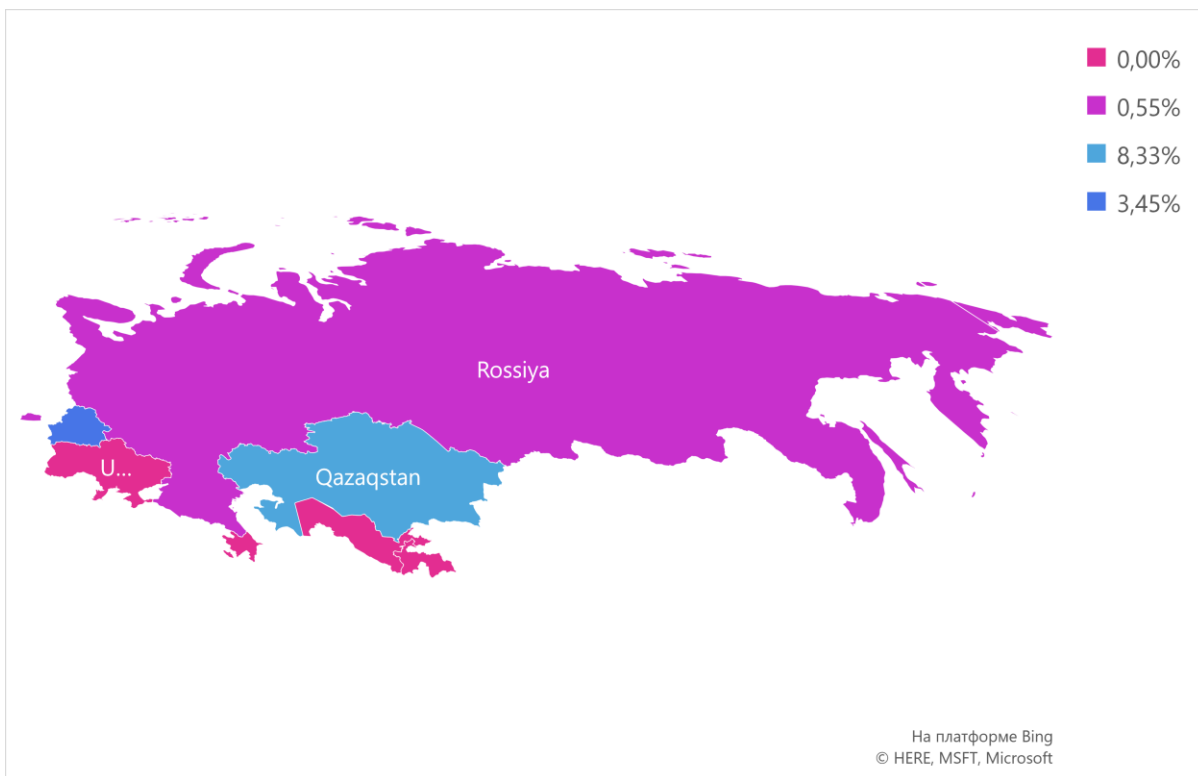 0,00%
0,55%
8,33%
3,45%
Rossiya
U...
Qazaqstan
На платформе Bing
© HERE, MSFT, Microsoft